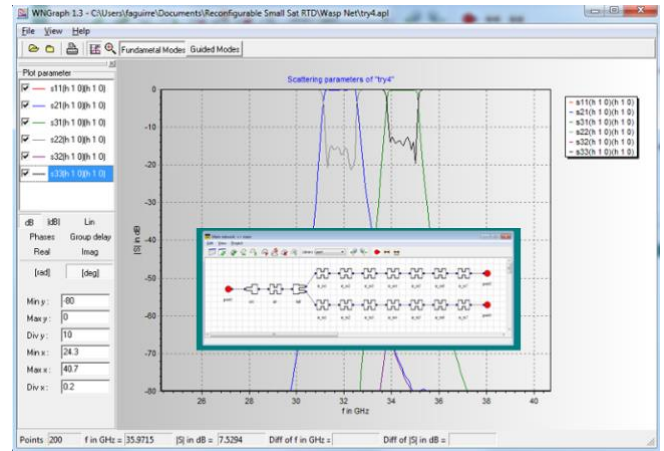 WNGraph 1.3 - C:\Users\faguirre\Documents\Reconfigurable Small Sat RTD\Wasp Net\try4.apl
File View Help
Fundametal Modes Guided Modes
Plot parameter
s11(h 1 0)(h 1 0)
s21(h 1 0)(h 1 0)
s31(h 1 0)(h 1 0)
s22(h 1 0)(h 1 0)
s32(h 1 0)(h 1 0)
s33(h 1 0)(h 1 0)
dB |dB| Lin
Phases Group delay
Real Imag
[rad] [deg]
Min y : -80
Max y : 0
Div y : 10
Min x : 24.3
Max x : 40.7
Div x : 0.2
Scattering parameters of "try4"
|S| in dB
0
-10
-20
-30
-40
-50
-60
-70
-80
26 28 30 32 34 36 38 40
f in GHz
s11(h 1 0)(h 1 0)
s21(h 1 0)(h 1 0)
s31(h 1 0)(h 1 0)
s22(h 1 0)(h 1 0)
s32(h 1 0)(h 1 0)
s33(h 1 0)(h 1 0)
Points 200 f in GHz = 35.9715 |S| in dB = 7.5294 Diff of f in GHz = Diff of |S| in dB =